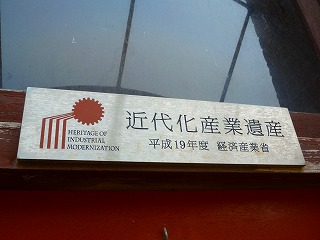 HERITAGE OF
INDUSTRIAL
MODERNIZATION
近代化産業遺産
平成19年度 経済産業省